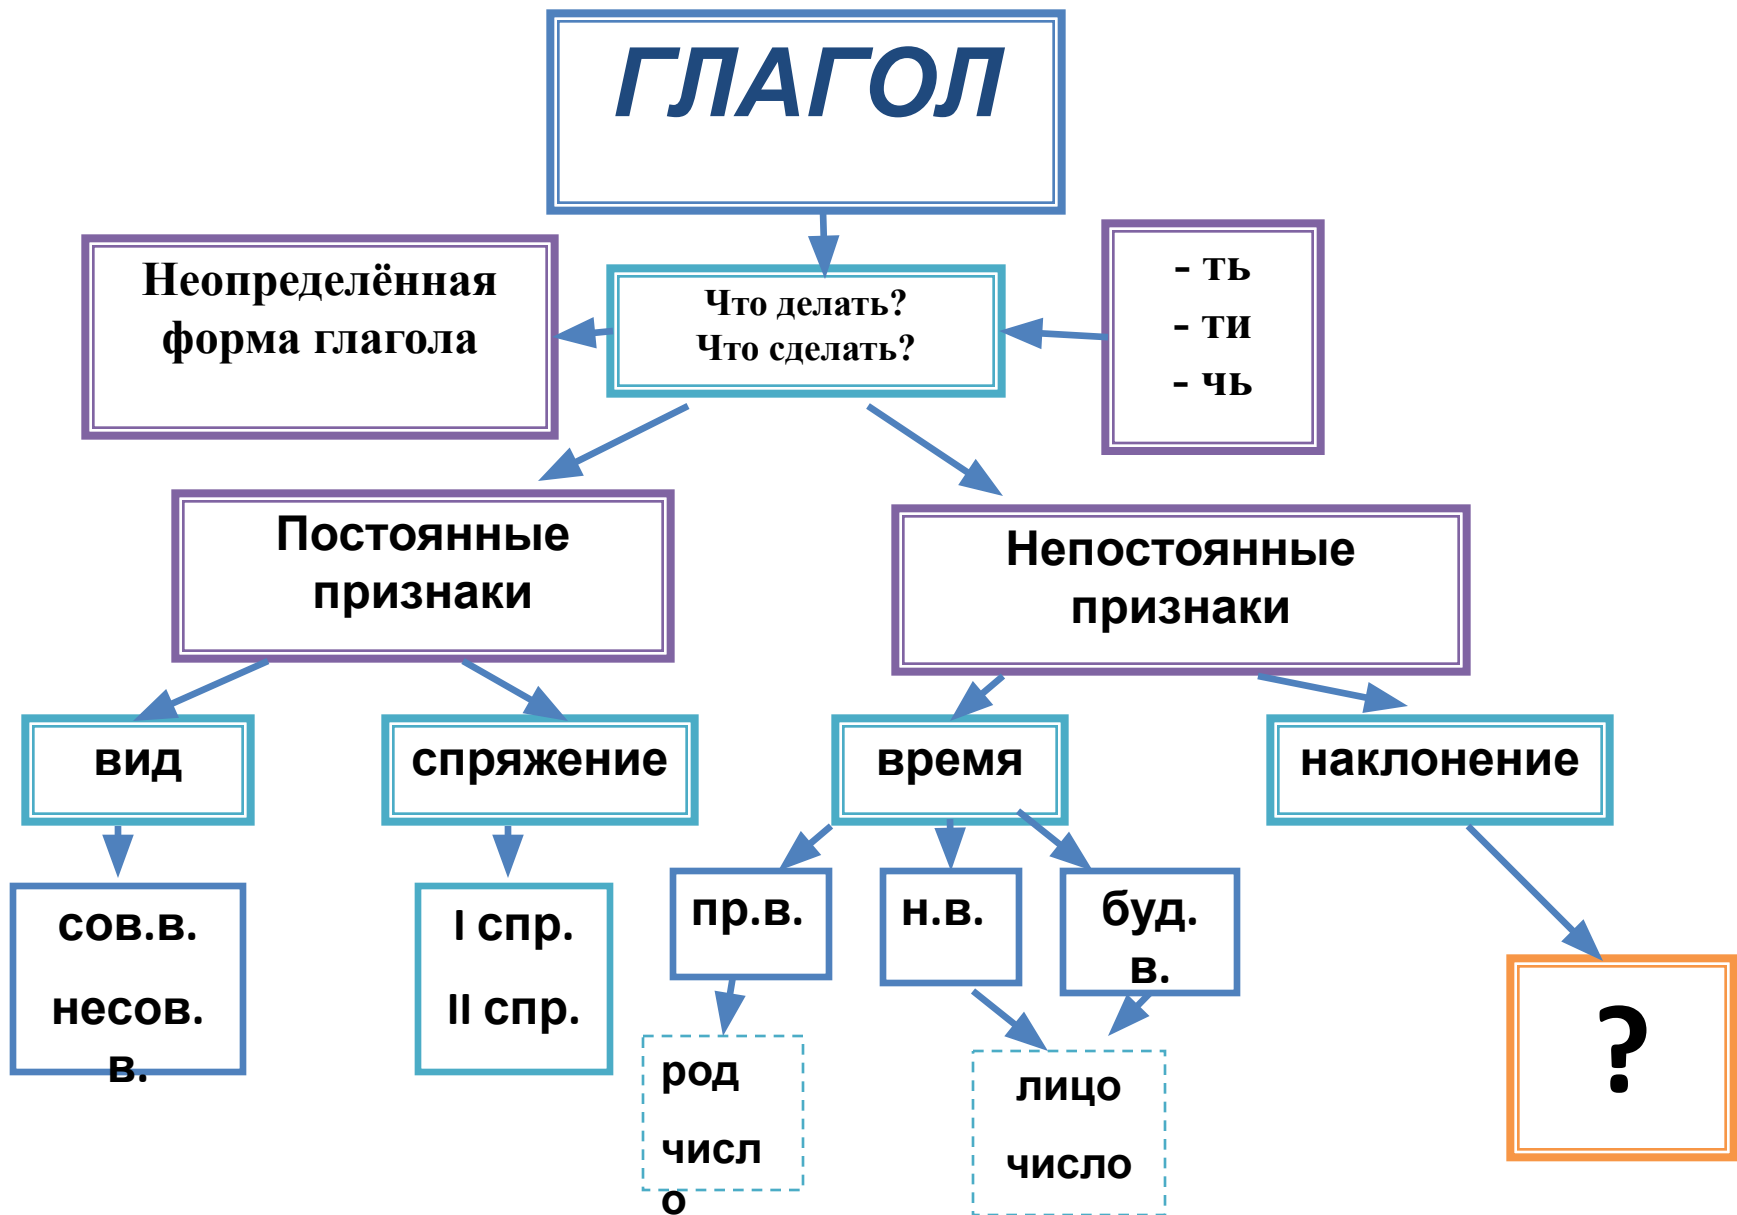 ГЛАГОЛ
Неопределённая
форма глагола
Что делать?
Что сделать?
- ть
- ти
- чь
Постоянные
признаки
Непостоянные
признаки
вид
спряжение
время
наклонение
сов.в.
несов.
в.
I спр.
II спр.
пр.в.
н.в.
буд.
в.
род
числ
о
лицо
число
?